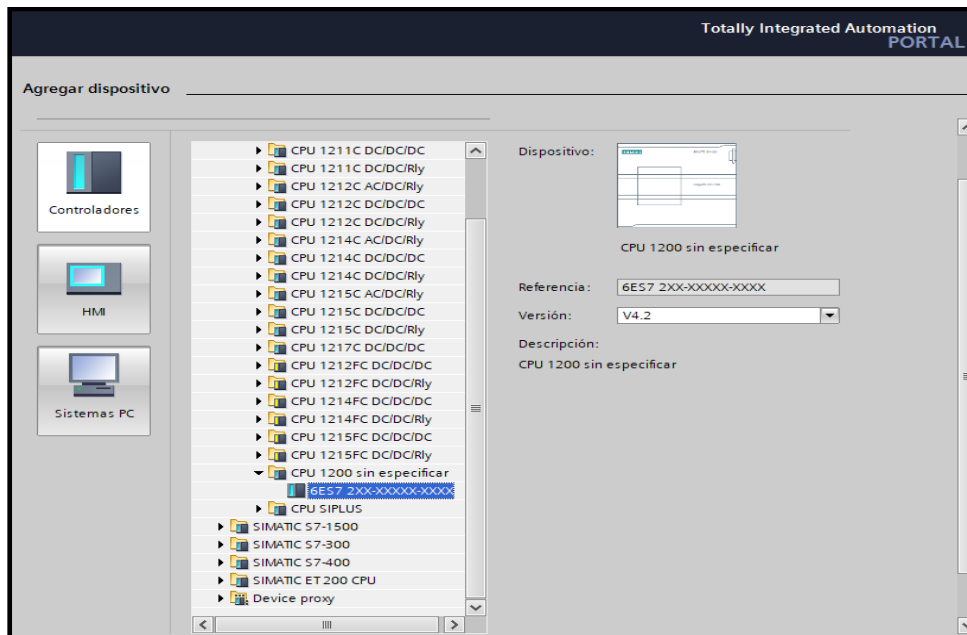 Totally Integrated Automation
PORTAL
Agregar dispositivo
Controladores
HMI
Sistemas PC
CPU 1211C DC/DC/DC
CPU 1211C DC/DC/Rly
CPU 1212C AC/DC/Rly
CPU 1212C DC/DC/DC
CPU 1212C DC/DC/Rly
CPU 1214C AC/DC/Rly
CPU 1214C DC/DC/DC
CPU 1214C DC/DC/Rly
CPU 1215C AC/DC/Rly
CPU 1215C DC/DC/DC
CPU 1215C DC/DC/Rly
CPU 1217C DC/DC/DC
CPU 1212FC DC/DC/DC
CPU 1212FC DC/DC/Rly
CPU 1214FC DC/DC/DC
CPU 1214FC DC/DC/Rly
CPU 1215FC DC/DC/DC
CPU 1215FC DC/DC/Rly
CPU 1200 sin especificar
6ES7 2XX-XXXXX-XXXX
CPU SIPLUS
SIMATIC S7-1500
SIMATIC S7-300
SIMATIC S7-400
SIMATIC ET 200 CPU
Device proxy
Dispositivo:
CPU 1200 sin especificar
Referencia: 6ES7 2XX-XXXXX-XXXX
Versión: V4.2
Descripción:
CPU 1200 sin especificar